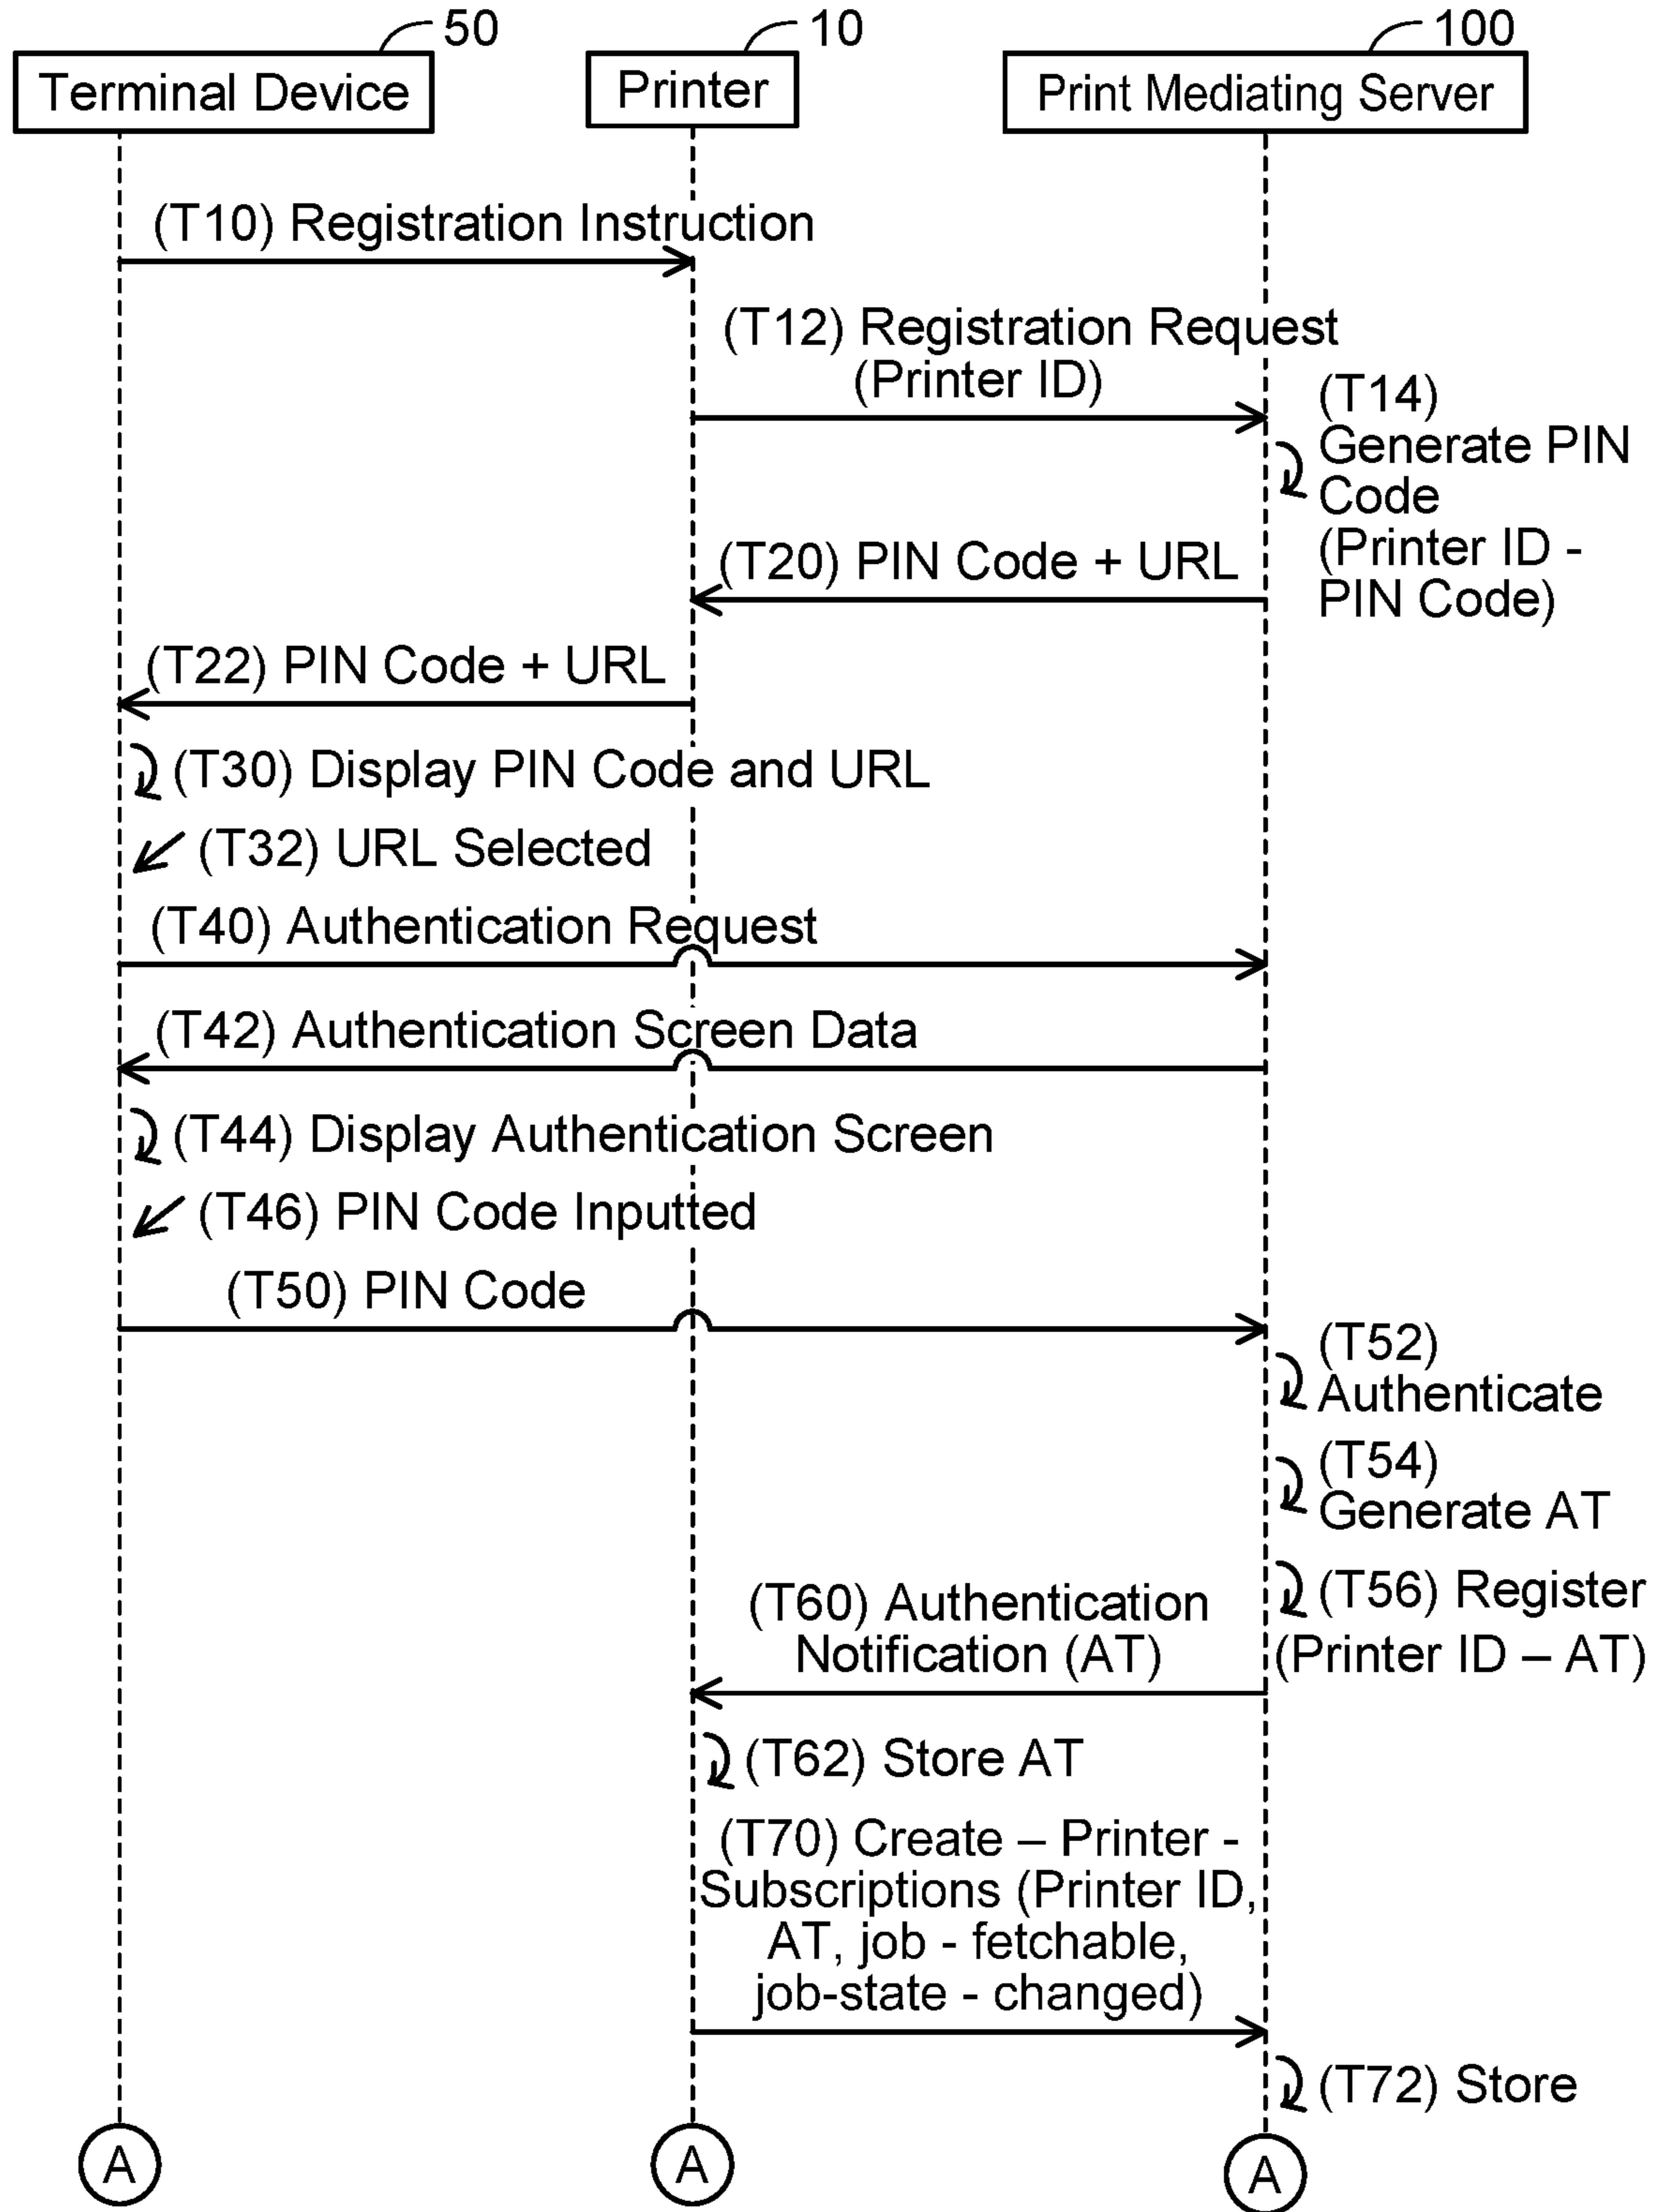 50
10
100
Terminal Device
Printer
Print Mediating Server
(T10) Registration Instruction
(T12) Registration Request
(Printer ID)
(T14)
Generate PIN
Code
(Printer ID -
PIN Code)
(T20) PIN Code + URL
(T22) PIN Code + URL
(T30) Display PIN Code and URL
(T32) URL Selected
(T40) Authentication Request
(T42) Authentication Screen Data
(T44) Display Authentication Screen
(T46) PIN Code Inputted
(T50) PIN Code
(T52)
Authenticate
(T54)
Generate AT
(T56) Register
(Printer ID – AT)
(T60) Authentication
Notification (AT)
(T62) Store AT
(T70) Create – Printer -
Subscriptions (Printer ID,
AT, job - fetchable,
job-state - changed)
(T72) Store
A
A
A